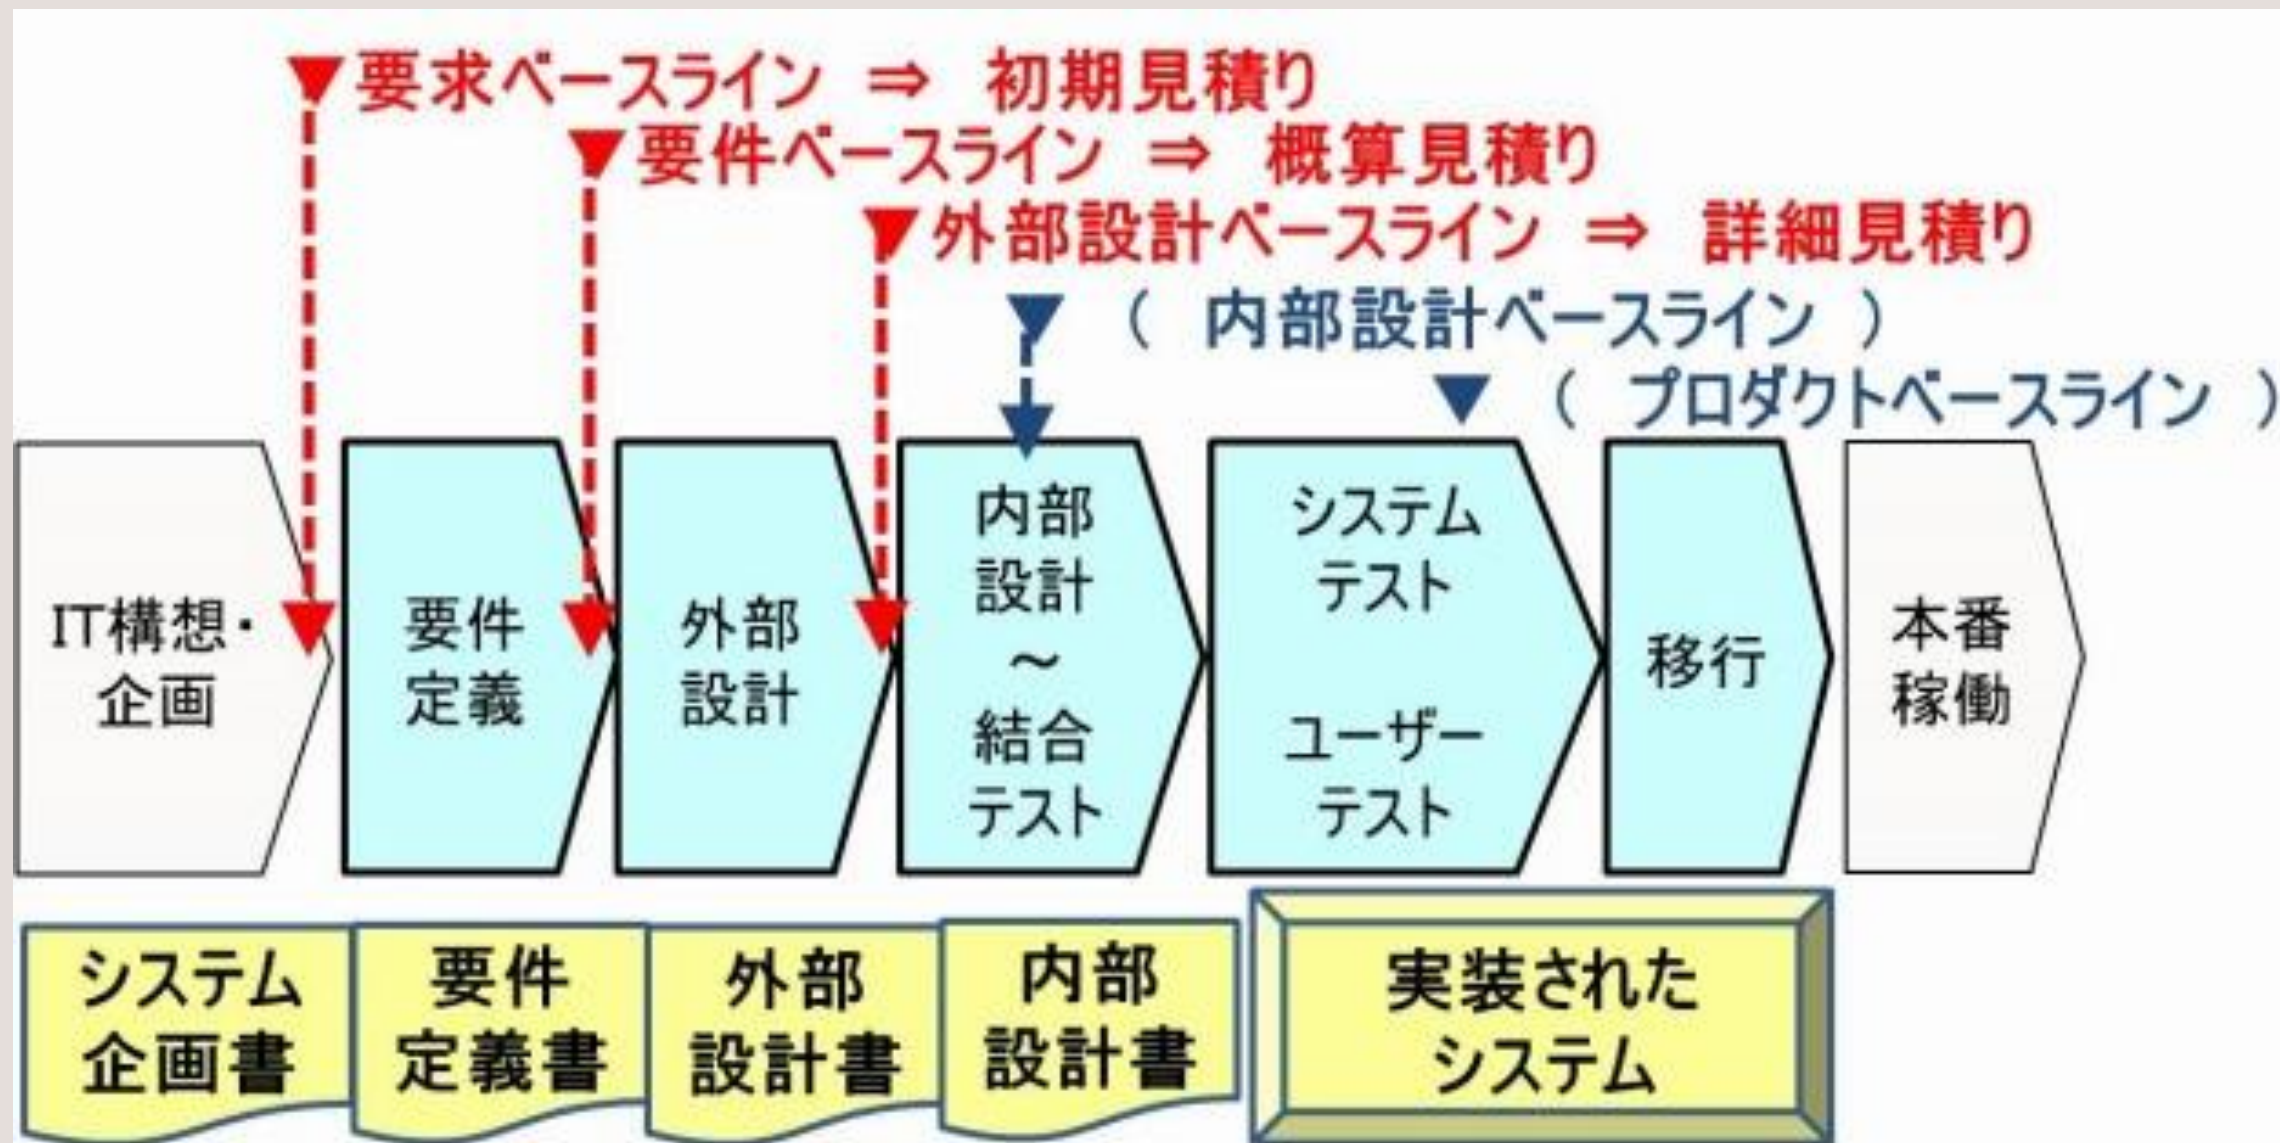 ▼要求ベースライン ⇒ 初期見積り
▼要件ベースライン ⇒ 概算見積り
▼外部設計ベースライン ⇒ 詳細見積り
▼ ( 内部設計ベースライン )
▼ ( プロダクトベースライン )
IT構想・
企画
要件
定義
外部
設計
内部
設計
～
結合
テスト
システム
テスト
ユーザー
テスト
移行
本番
稼働
システム
企画書
要件
定義書
外部
設計書
内部
設計書
実装された
システム